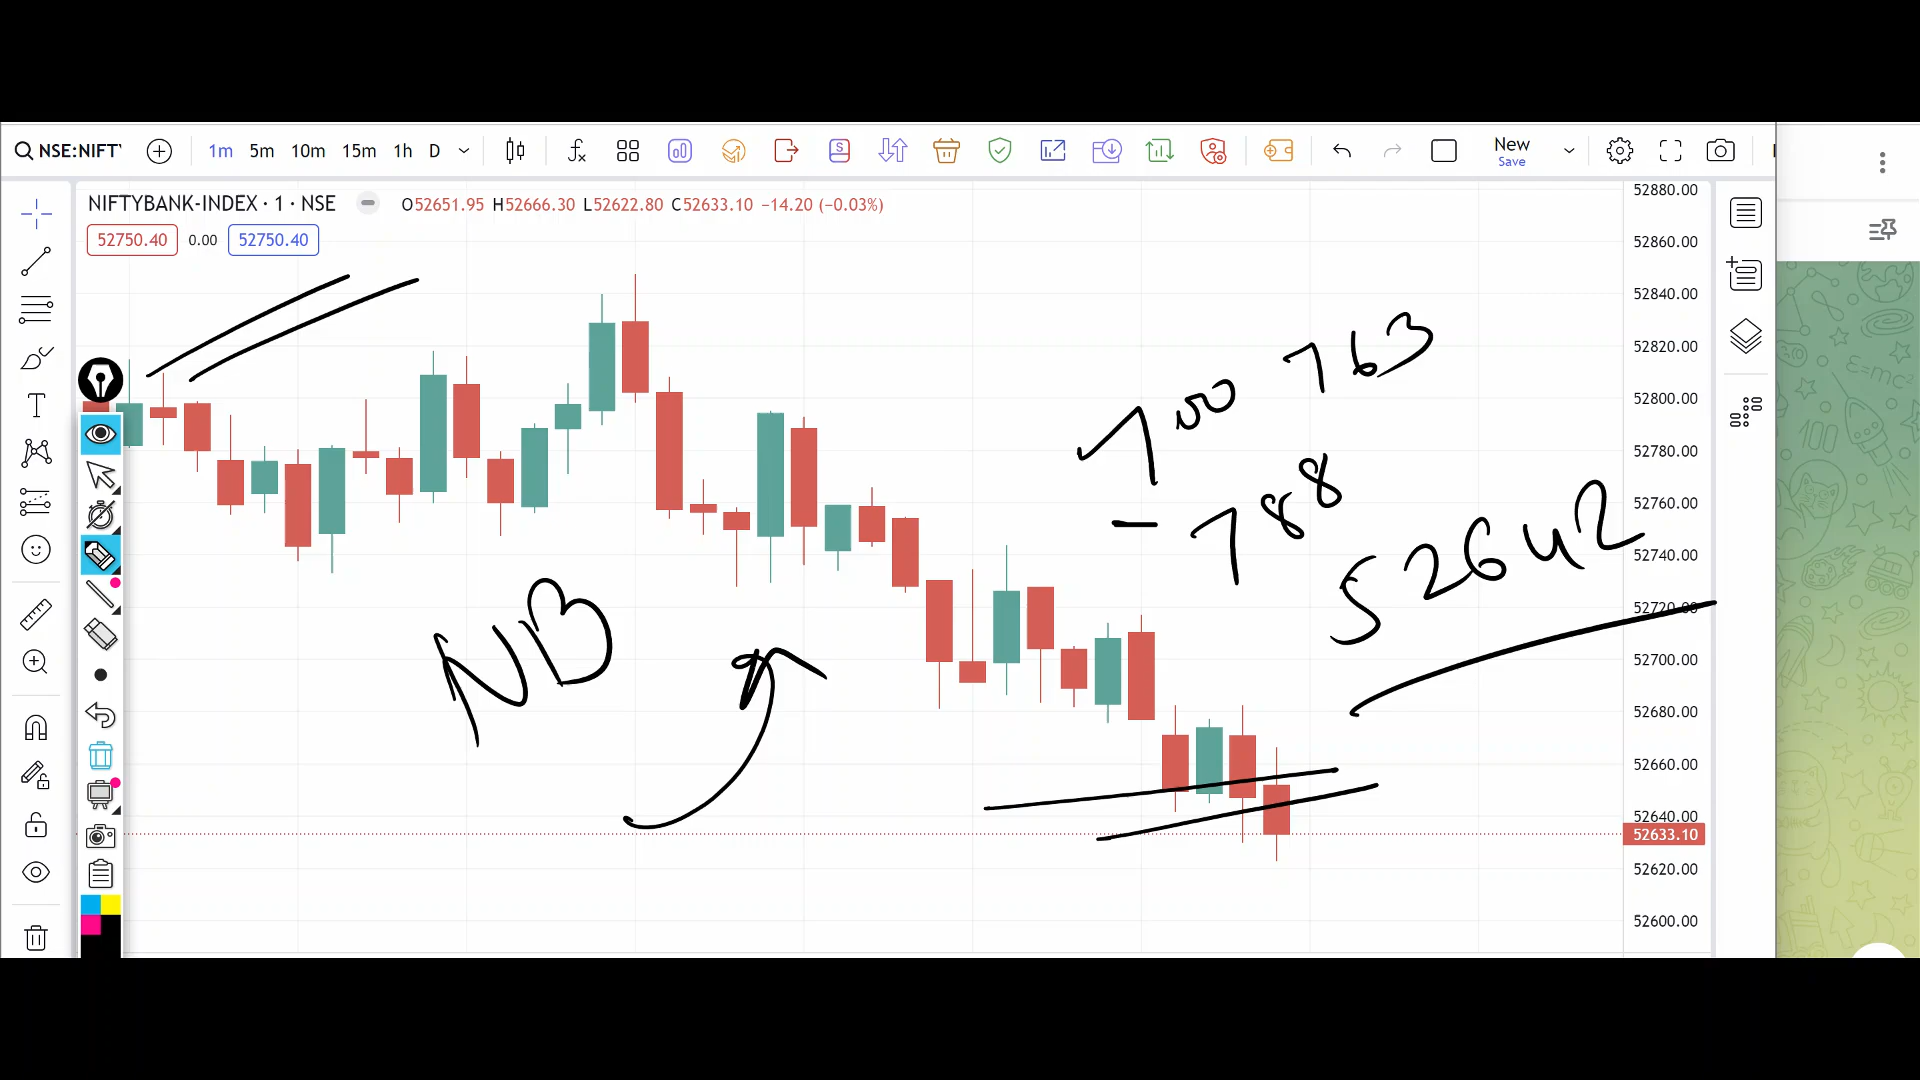 NSE:NIFTY
1m 5m 10m 15m 1h D
S
New
Save
NIFTYBANK-INDEX · 1 · NSE O52651.95 H52666.30 L52622.80 C52633.10 −14.20 (−0.03%)
52750.40 0.00 52750.40
52880.00
52860.00
52840.00
52820.00
52800.00
52780.00
52760.00
52740.00
52720.00
52700.00
52680.00
52660.00
52640.00
52633.10
52620.00
52600.00
T
700 763
- 788
52642
NB